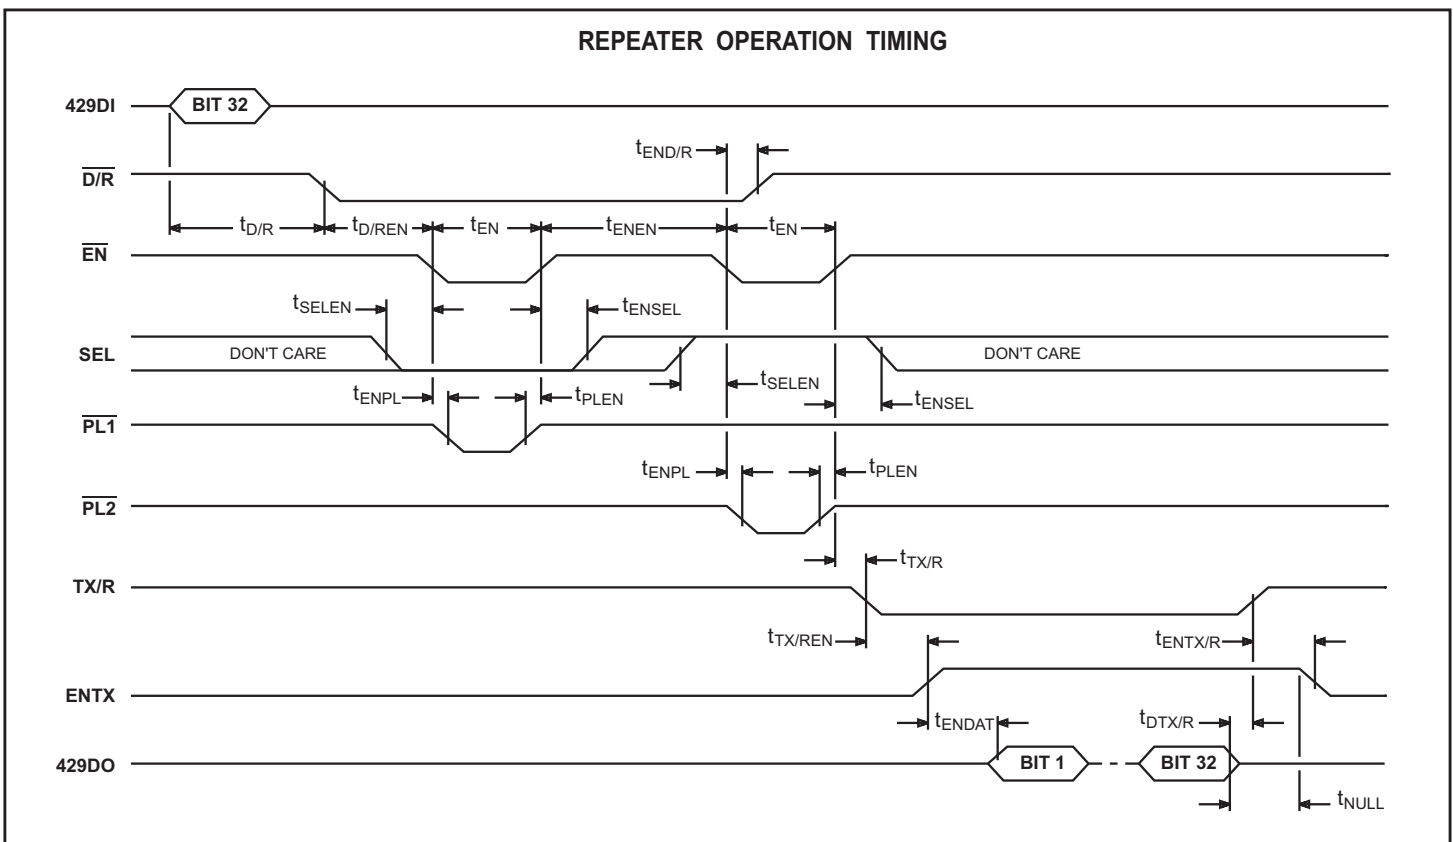 REPEATER OPERATION TIMING
429DI
BIT 32
tEND/R
D/R
tD/R
tD/REN
tEN
tENEN
tEN
EN
tSELEN
tENSEL
SEL
DON'T CARE
DON'T CARE
tENPL
tPLEN
tSELEN
tENSEL
PL1
tENPL
tPLEN
PL2
tTX/R
TX/R
tTX/REN
tENTX/R
ENTX
tENDAT
tDTX/R
429DO
BIT 1
BIT 32
tNULL